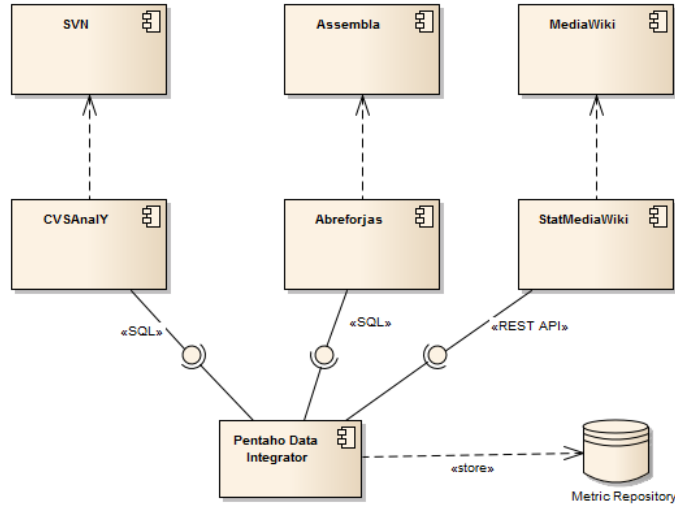 SVN
Assembla
MediaWiki
CVSAnalY
Abreforjas
StatMediaWiki
«SQL»
«SQL»
«REST API»
Pentaho Data
Integrator
«store»
Metric Repository